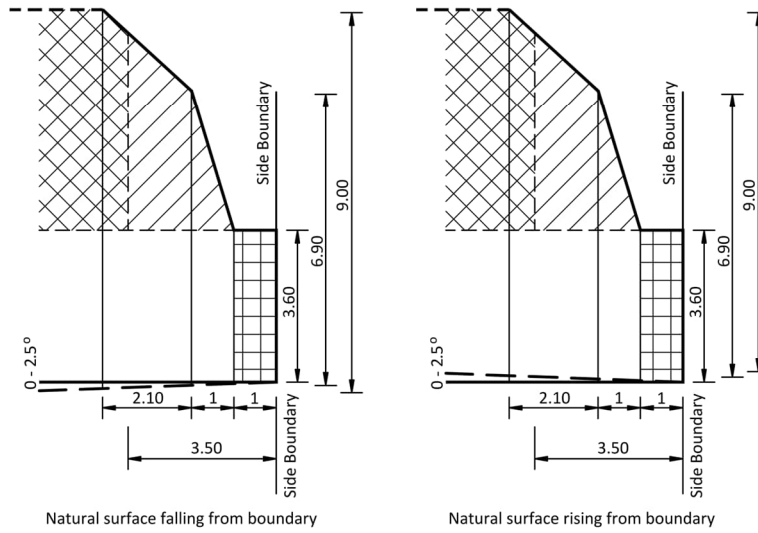 Side Boundary
9.00
6.90
3.60
0 - 2.5°
2.10
1
1
3.50
Side Boundary
Natural surface falling from boundary
Side Boundary
9.00
6.90
3.60
0 - 2.5°
2.10
1
1
3.50
Side Boundary
Natural surface rising from boundary